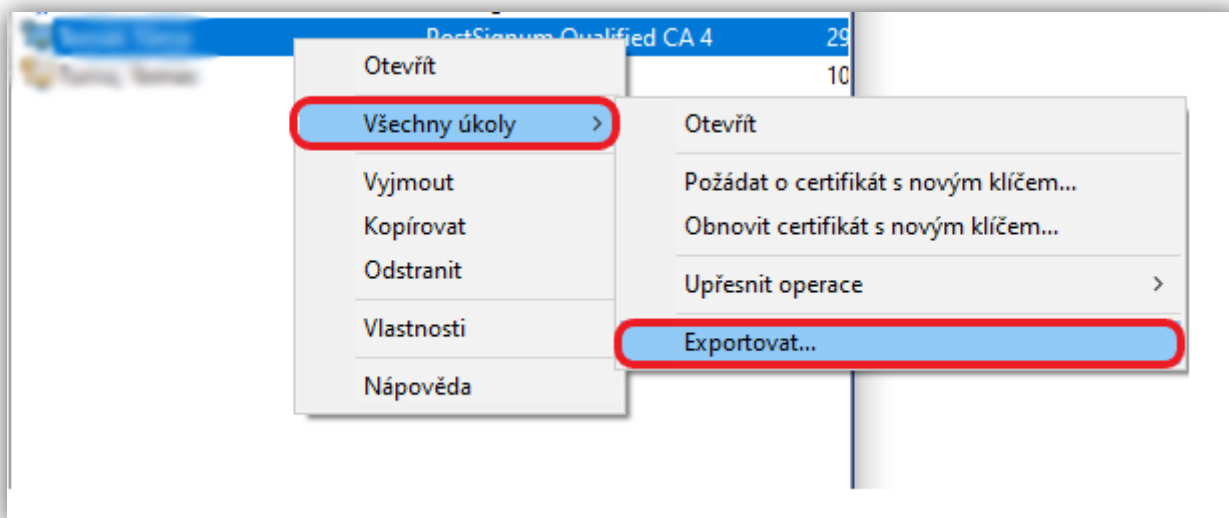 PostSignum Qualified CA 4 29
10
Otevřít
Všechny úkoly
Vyjmout
Kopírovat
Odstranit
Vlastnosti
Nápověda
Otevřít
Požádat o certifikát s novým klíčem...
Obnovit certifikát s novým klíčem...
Upřesnit operace
Exportovat...